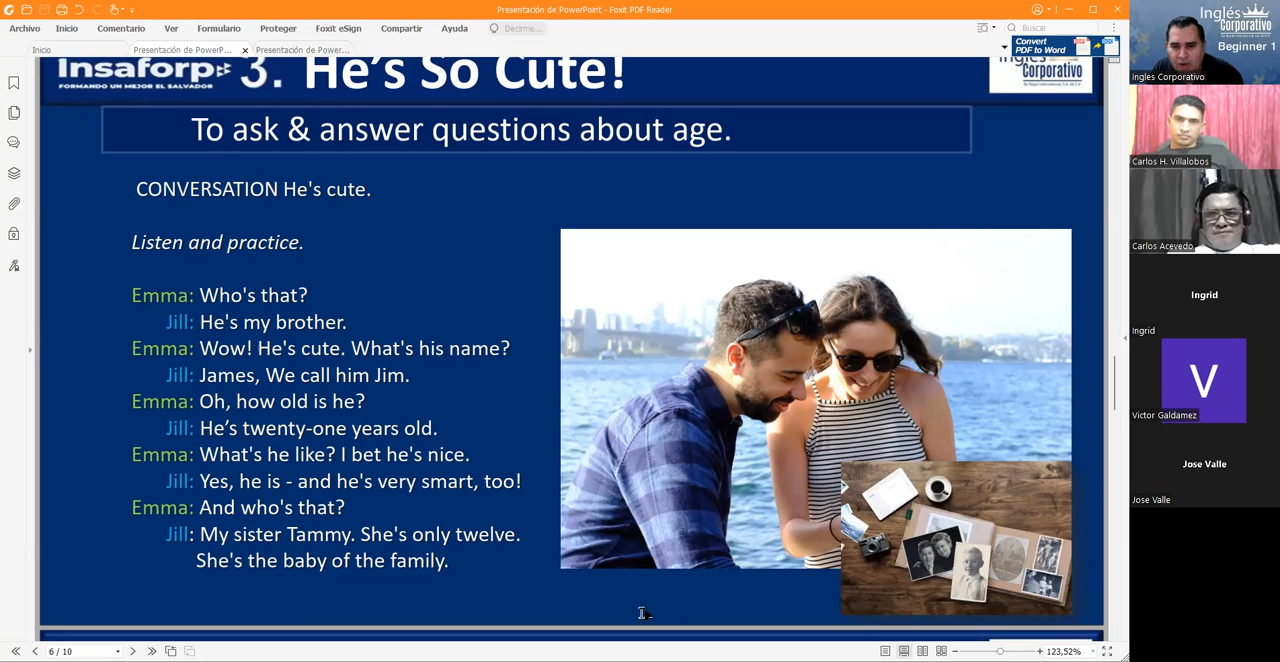 Presentación de PowerPoint - Foxit PDF Reader
Archivo Inicio Comentario Ver Formulario Proteger Foxit eSign Compartir Ayuda Decirme... Buscar
Inicio Presentación de PowerP... Presentación de Power...
Convert
PDF to Word
Insaforp
FORMANDO UN MEJOR EL SALVADOR
3. He's So Cute!
Inglés
Corporativo
To ask & answer questions about age.
CONVERSATION He's cute.
Listen and practice.
Emma: Who's that?
Jill: He's my brother.
Emma: Wow! He's cute. What's his name?
Jill: James, We call him Jim.
Emma: Oh, how old is he?
Jill: He's twenty-one years old.
Emma: What's he like? I bet he's nice.
Jill: Yes, he is - and he's very smart, too!
Emma: And who's that?
Jill: My sister Tammy. She's only twelve.
She's the baby of the family.
6 / 10
123,52%
Inglés
Corporativo
Beginner 1
Ingles Corporativo
Carlos H. Villalobos
Carlos Acevedo
Ingrid
Ingrid
V
Victor Galdamez
Jose Valle
Jose Valle